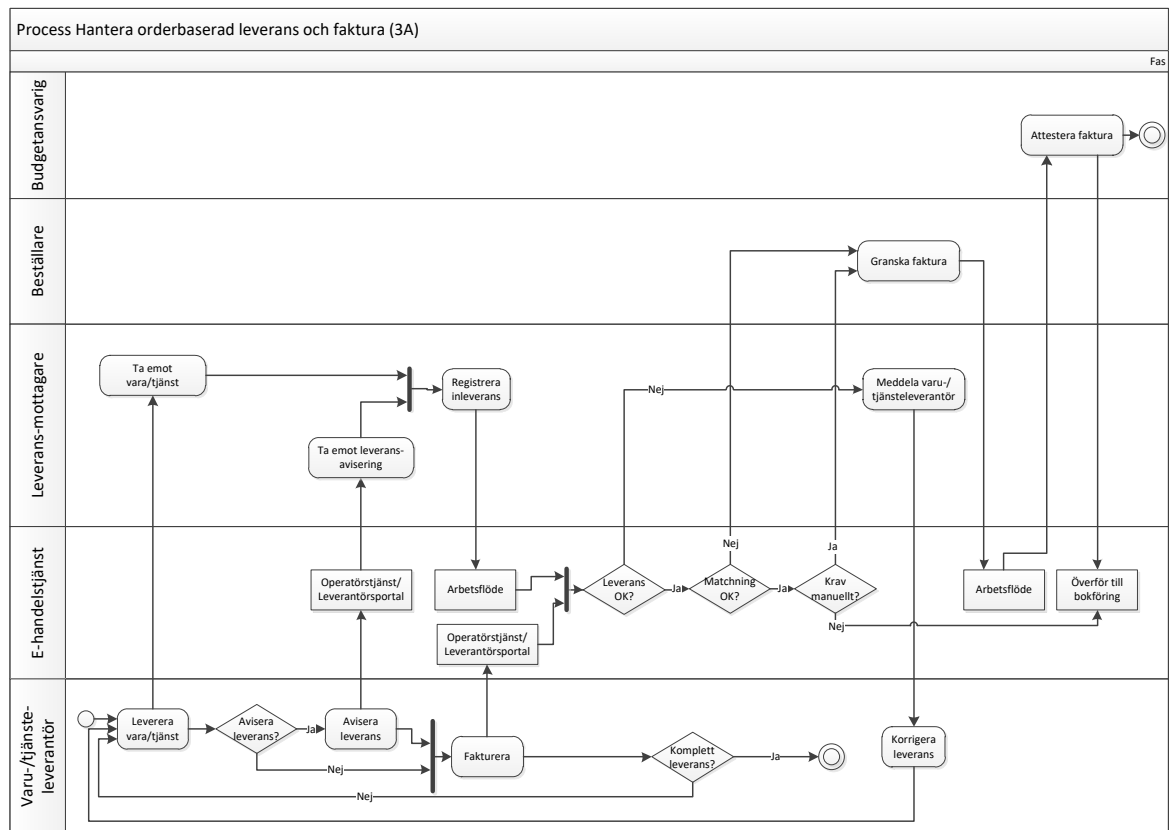 Process Hantera orderbaserad leverans och faktura (3A)
Fas
Budgetansvarig
Attestera faktura
Beställare
Granska faktura
Leverans-mottagare
Ta emot
vara/tjänst
Registrera
inleverans
Nej
Meddela varu-/
tjänsteleverantör
Ta emot leverans-
avisering
E-handelstjänst
Nej
Ja
Operatörstjänst/
Leverantörsportal
Arbetsflöde
Leverans
OK?
Ja
Matchning
OK?
Ja
Krav
manuellt?
Arbetsflöde
Överför till
bokföring
Nej
Operatörstjänst/
Leverantörsportal
Varu-/tjänste-
leverantör
Leverera
vara/tjänst
Avisera
leverans?
Ja
Avisera
leverans
Nej
Fakturera
Komplett
leverans?
Ja
Korrigera
leverans
Nej